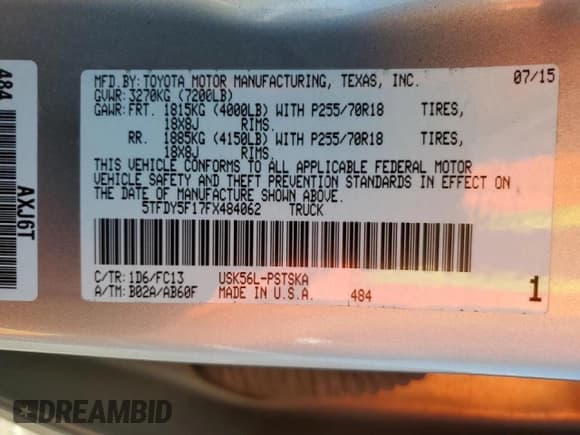 MFD.BY:TOYOTA MOTOR MANUFACTURING, TEXAS, INC. 07/15
GVWR:3270KG (7200LB)
GAWR:FRT. 1815KG (4000LB) WITH P255/70R18 TIRES,
18X8J RIMS.
RR. 1885KG (4150LB) WITH P255/70R18 TIRES,
18X8J RIMS.
THIS VEHICLE CONFORMS TO ALL APPLICABLE FEDERAL MOTOR
VEHICLE SAFETY AND THEFT PREVENTION STANDARDS IN EFFECT ON
THE DATE OF MANUFACTURE SHOWN ABOVE.
5TFDY5F17FX484062 TRUCK
C/TR:1D6/FC13 USK56L-PSTSKA
A/TM:B02A/AB60F MADE IN U.S.A. 484 1
484
AXJ6T
DREAMBID